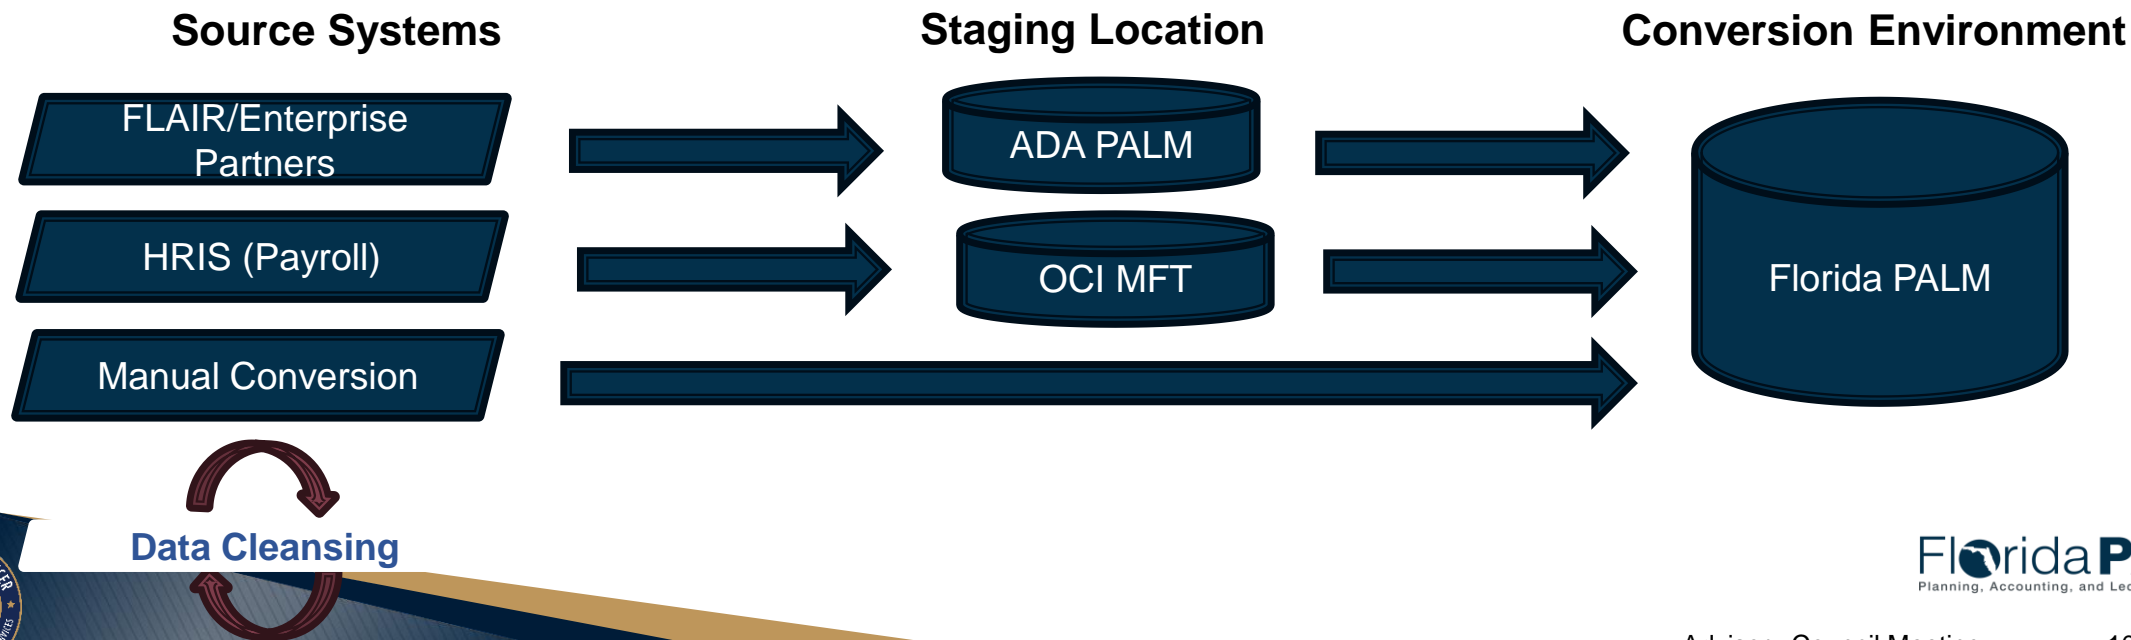 Source Systems
Staging Location
Conversion Environment
FLAIR/Enterprise
Partners
ADA PALM
HRIS (Payroll)
OCI MFT
Florida PALM
Manual Conversion
Data Cleansing
Florida P
Planning, Accounting, and